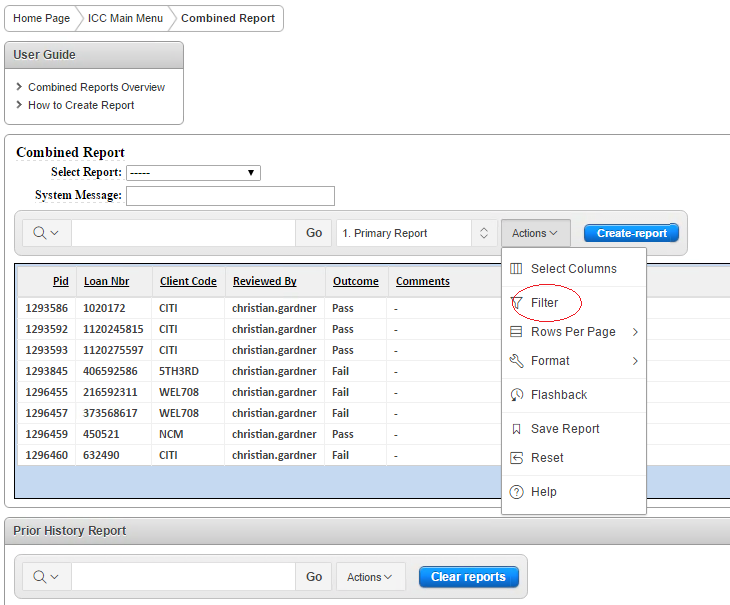 Home Page ICC Main Menu Combined Report
User Guide
Combined Reports Overview
How to Create Report
Combined Report
Select Report: -----
System Message:
Go 1. Primary Report Actions Create-report
Select Columns
Filter
Rows Per Page
Format
Flashback
Save Report
Reset
Help
Pid Loan Nbr Client Code Reviewed By Outcome Comments
1293586 1020172 CITI christian.gardner Pass -
1293592 1120245815 CITI christian.gardner Pass -
1293593 1120275597 CITI christian.gardner Pass -
1293845 406592586 5TH3RD christian.gardner Fail -
1296455 216592311 WEL708 christian.gardner Fail -
1296457 373568617 WEL708 christian.gardner Fail -
1296459 450521 NCM christian.gardner Pass -
1296460 632490 CITI christian.gardner Fail -
Prior History Report
Go Actions Clear reports